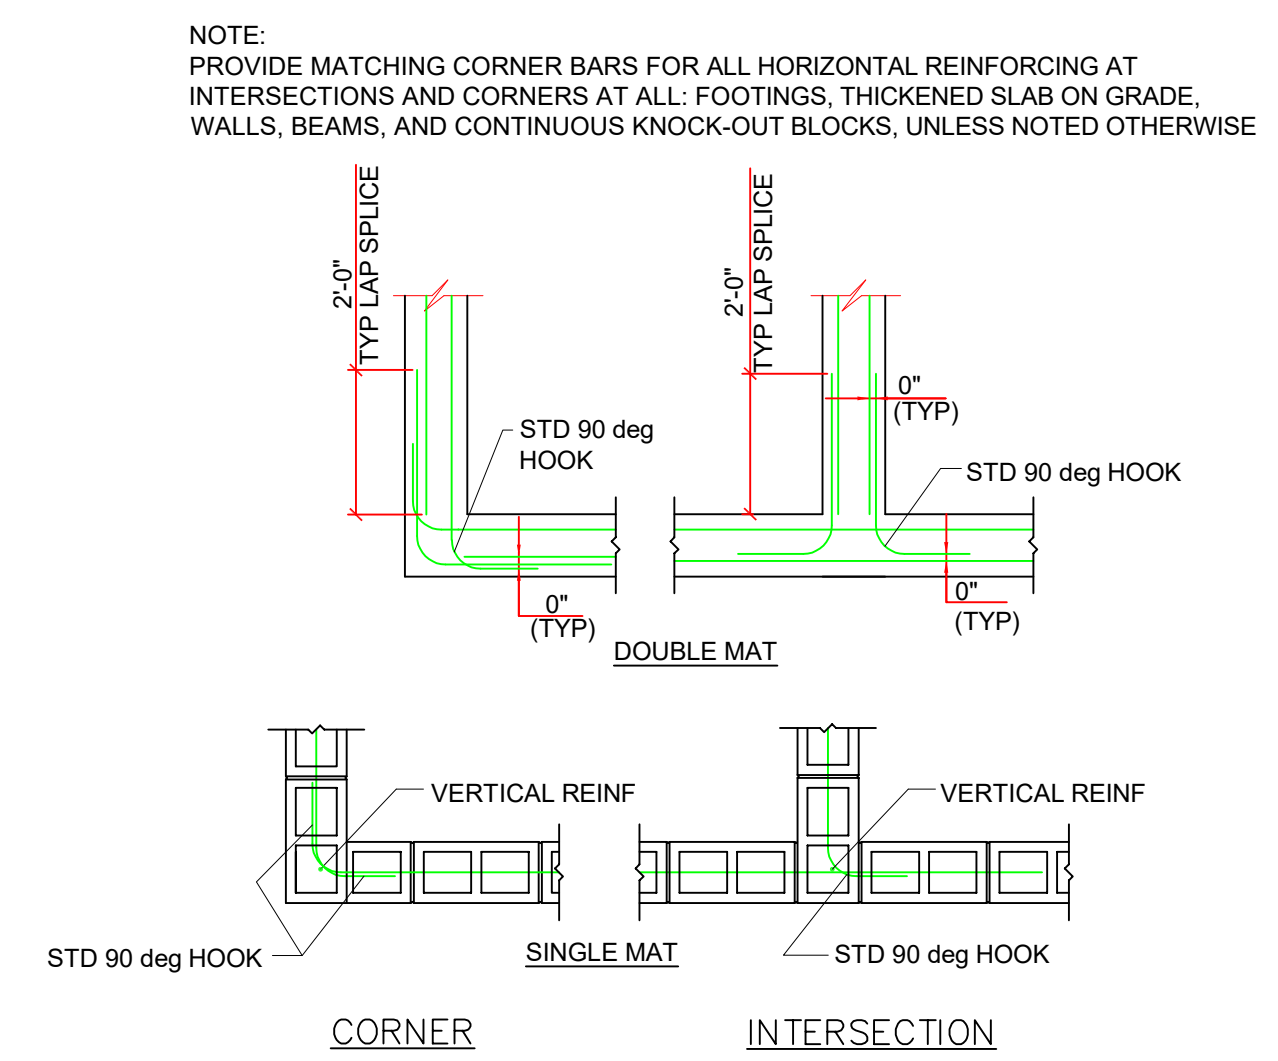 NOTE:
PROVIDE MATCHING CORNER BARS FOR ALL HORIZONTAL REINFORCING AT
INTERSECTIONS AND CORNERS AT ALL: FOOTINGS, THICKENED SLAB ON GRADE,
WALLS, BEAMS, AND CONTINUOUS KNOCK-OUT BLOCKS, UNLESS NOTED OTHERWISE
2'-0"
TYP LAP SPLICE
STD 90 deg
HOOK
0"
(TYP)
2'-0"
TYP LAP SPLICE
0"
(TYP)
STD 90 deg HOOK
0"
(TYP)
DOUBLE MAT
VERTICAL REINF
STD 90 deg HOOK
VERTICAL REINF
STD 90 deg HOOK
SINGLE MAT
CORNER
INTERSECTION